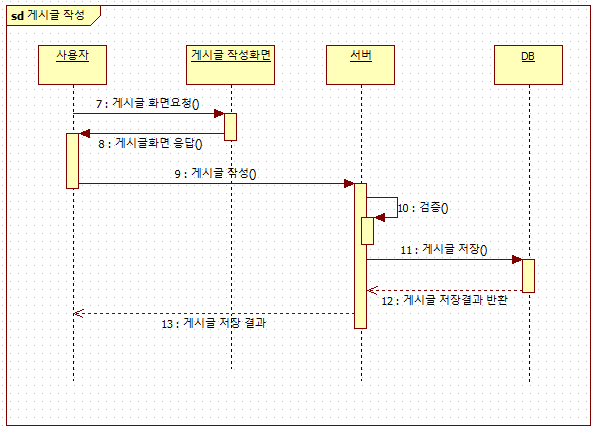 sd 게시글 작성
사용자
게시글 작성화면
서버
DB
7 : 게시글 화면요청()
8 : 게시글화면 응답()
9 : 게시글 작성()
10 : 검증()
11 : 게시글 저장()
12 : 게시글 저장결과 반환
13 : 게시글 저장 결과